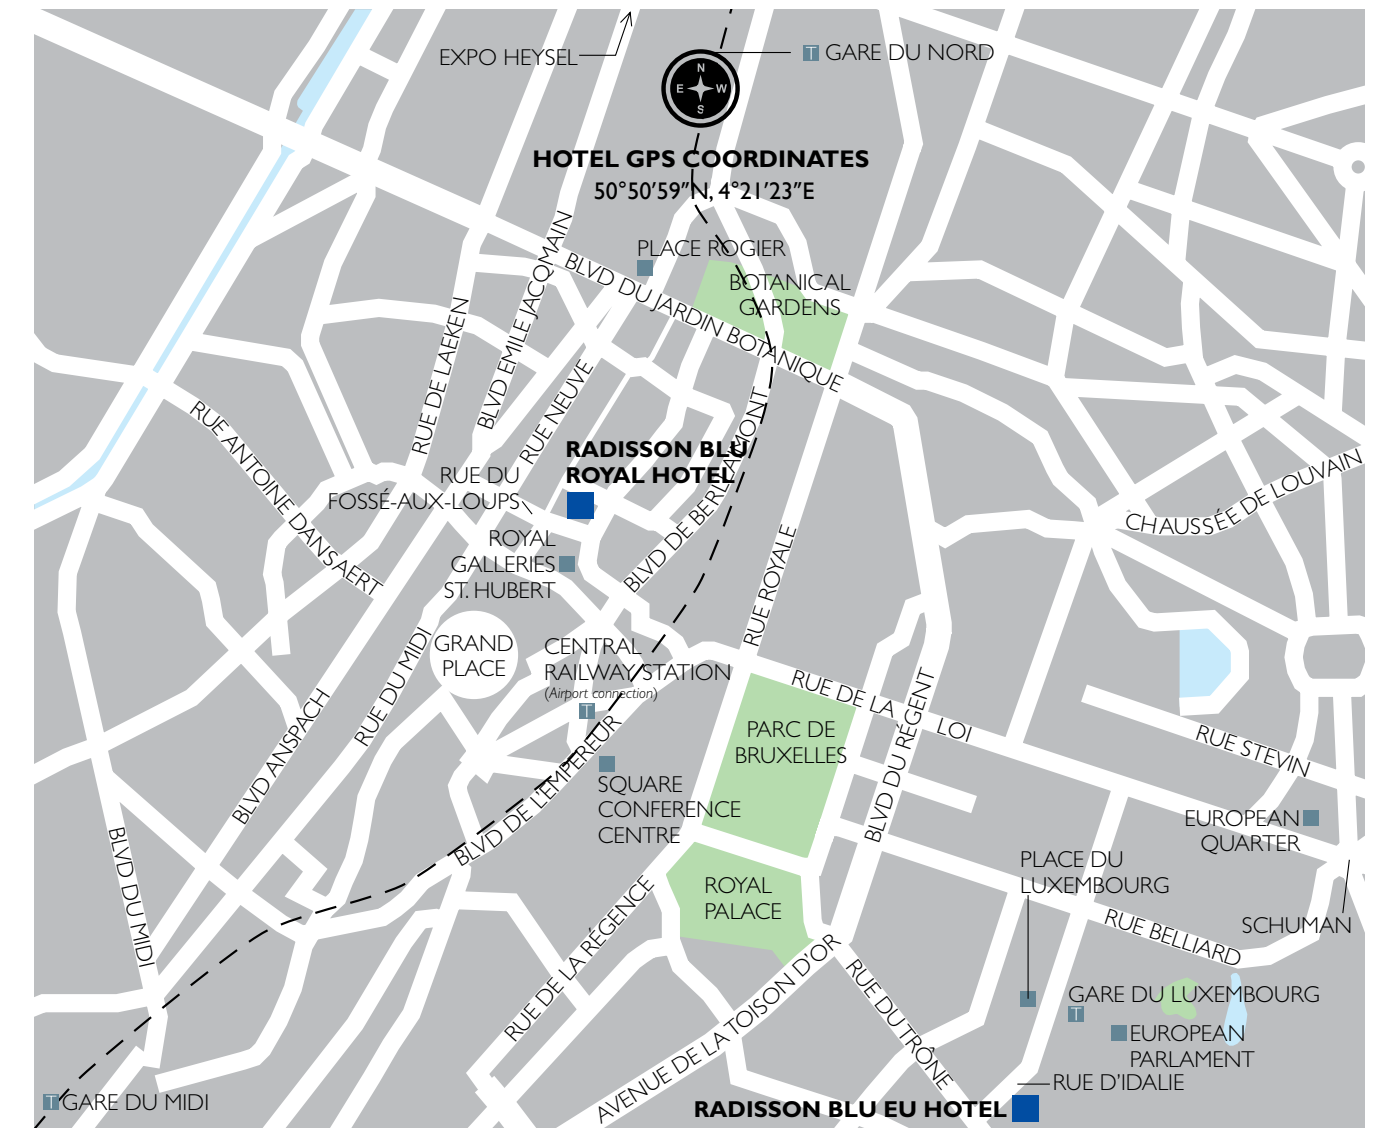 EXPO HEYSEL
T GARE DU NORD
N
E W
S
HOTEL GPS COORDINATES
50°50′59″N, 4°21′23″E
PLACE ROGIER
BOTANICAL
GARDENS
BLVD DU JARDIN BOTANIQUE
BLVD EMILE JACQMAIN
RUE DE LAEKEN
RUE NEUVE
RUE ANTOINE DANSAERT
RADISSON BLU
ROYAL HOTEL
RUE DU
FOSSÉ-AUX-LOUPS
BLVD DE BERLAIMONT
CHAUSSÉE DE LOUVAIN
ROYAL
GALLERIES
ST. HUBERT
RUE ROYALE
GRAND
PLACE
CENTRAL
RAILWAY STATION
(Airport connection)
T
RUE DU MIDI
BLVD ANSPACH
RUE DE LA LOI
BLVD DU RÉGENT
PARC DE
BRUXELLES
RUE STEVIN
BLVD DE L'EMPEREUR
SQUARE
CONFERENCE
CENTRE
EUROPEAN
QUARTER
BLVD DU MIDI
PLACE DU
LUXEMBOURG
ROYAL
PALACE
SCHUMAN
RUE BELLIARD
RUE DE LA RÉGENCE
AVENUE DE LA TOISON D'OR
RUE DU TRÔNE
GARE DU LUXEMBOURG
T
EUROPEAN
PARLAMENT
RUE D'IDALIE
T GARE DU MIDI
RADISSON BLU EU HOTEL